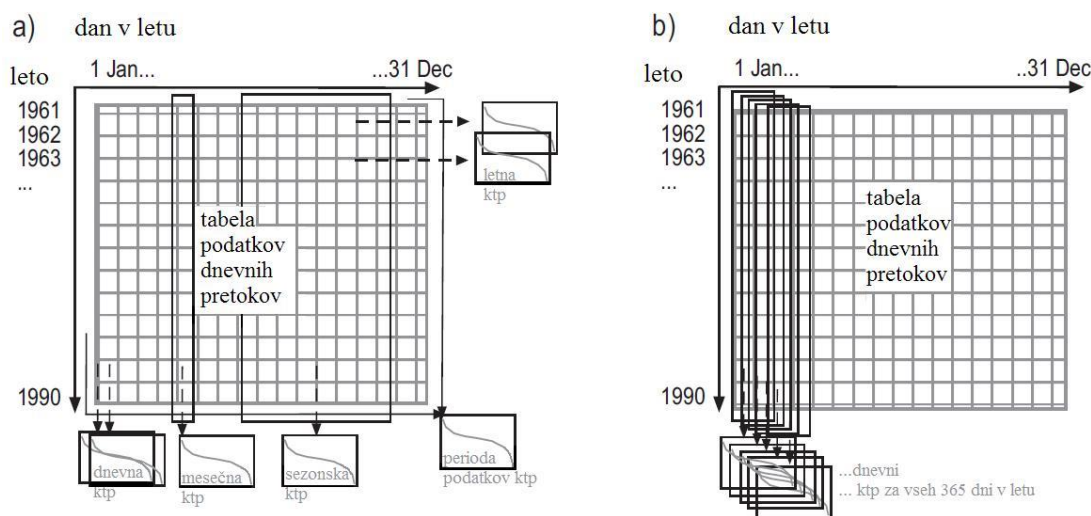 a)
dan v letu
leto
1 Jan...
...31 Dec
1961
1962
1963
...
1990
tabela
podatkov
dnevnih
pretokov
letna
ktp
dnevna
ktp
mesečna
ktp
sezonska
ktp
perioda
podatkov ktp
b)
dan v letu
leto
1 Jan...
..31 Dec
1961
1962
1963
...
1990
tabela
podatkov
dnevnih
pretokov
...dnevni
... ktp za vseh 365 dni v letu